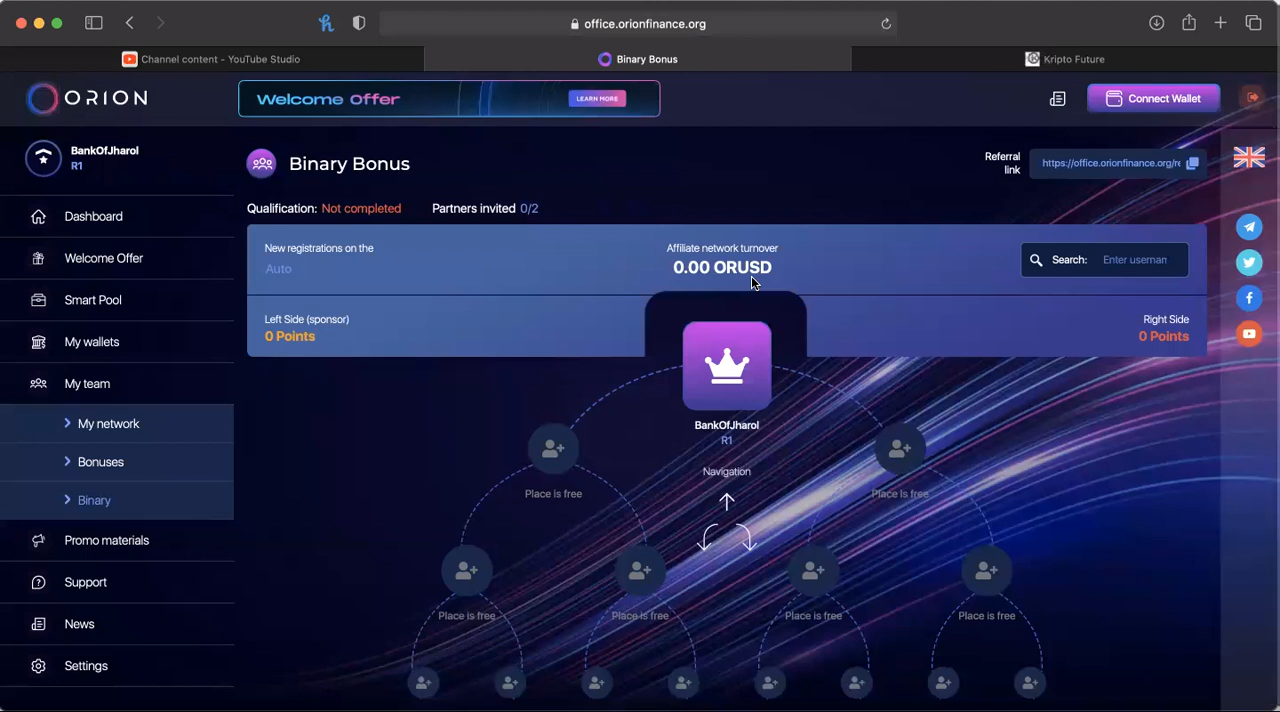 office.orionfinance.org
Channel content - YouTube Studio
Binary Bonus
Kripto Future
ORION
Welcome Offer
LEARN MORE
Connect Wallet
BankOfJharol
R1
Binary Bonus
Referral
link
https://office.orionfinance.org/re
Qualification: Not completed
Partners invited 0/2
Dashboard
Welcome Offer
Smart Pool
My wallets
My team
My network
Bonuses
Binary
Promo materials
Support
News
Settings
New registrations on the
Auto
Affiliate network turnover
0.00 ORUSD
Search: Enter usernam
Left Side (sponsor)
0 Points
Right Side
0 Points
BankOfJharol
R1
Navigation
Place is free
Place is free
Place is free
Place is free
Place is free
Place is free